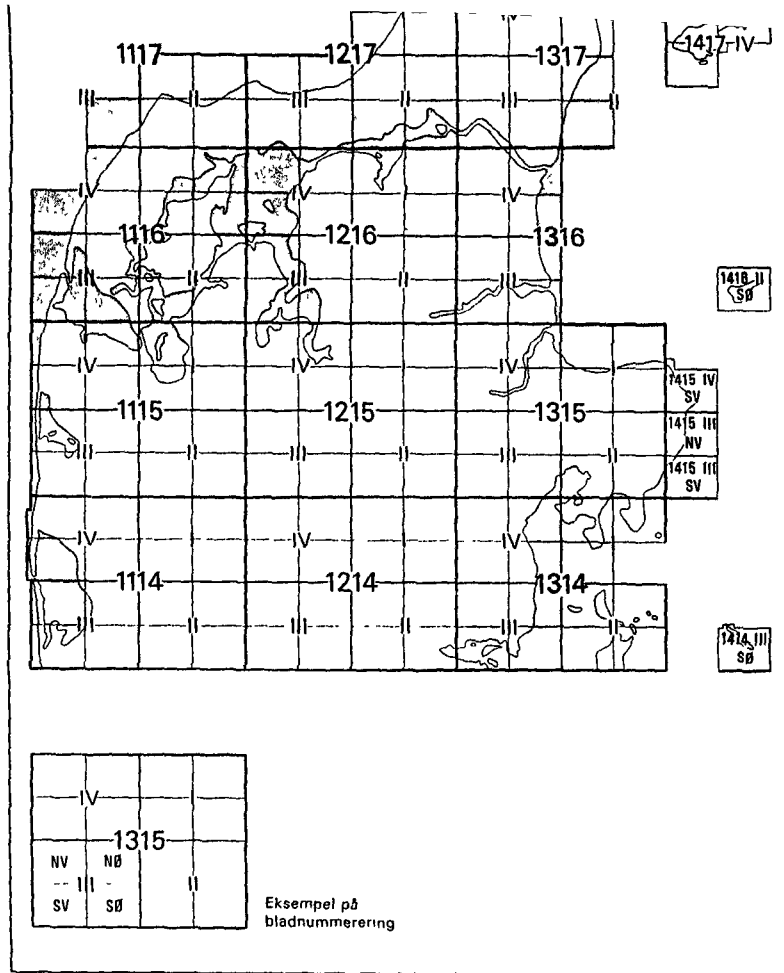 IV
1117 1217 1317 1417 IV
III II III II III II
IV IV IV
1116 1216 1316
III II III II III
1416 II
SØ
IV I IV I IV I
1415 IV
SV
1115 1215 1315
1415 III
NV
III II III II III II
1415 III
SV
IV IV IV
1114 1214 1314
III II III II III II
1414 III
SØ
IV I
1315
NV NØ
III II
SV SØ
Eksempel på
bladnummerering